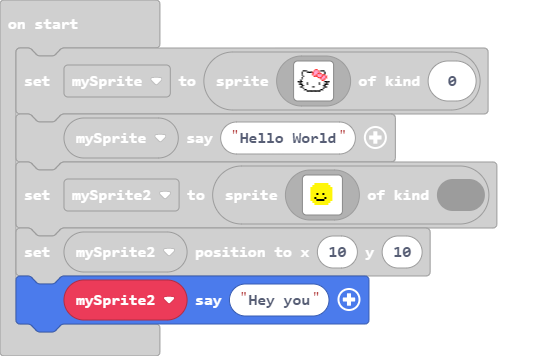 on start
set mySprite to sprite of kind 0
mySprite say "Hello World"
set mySprite2 to sprite of kind
set mySprite2 position to x 10 y 10
mySprite2 say "Hey you"